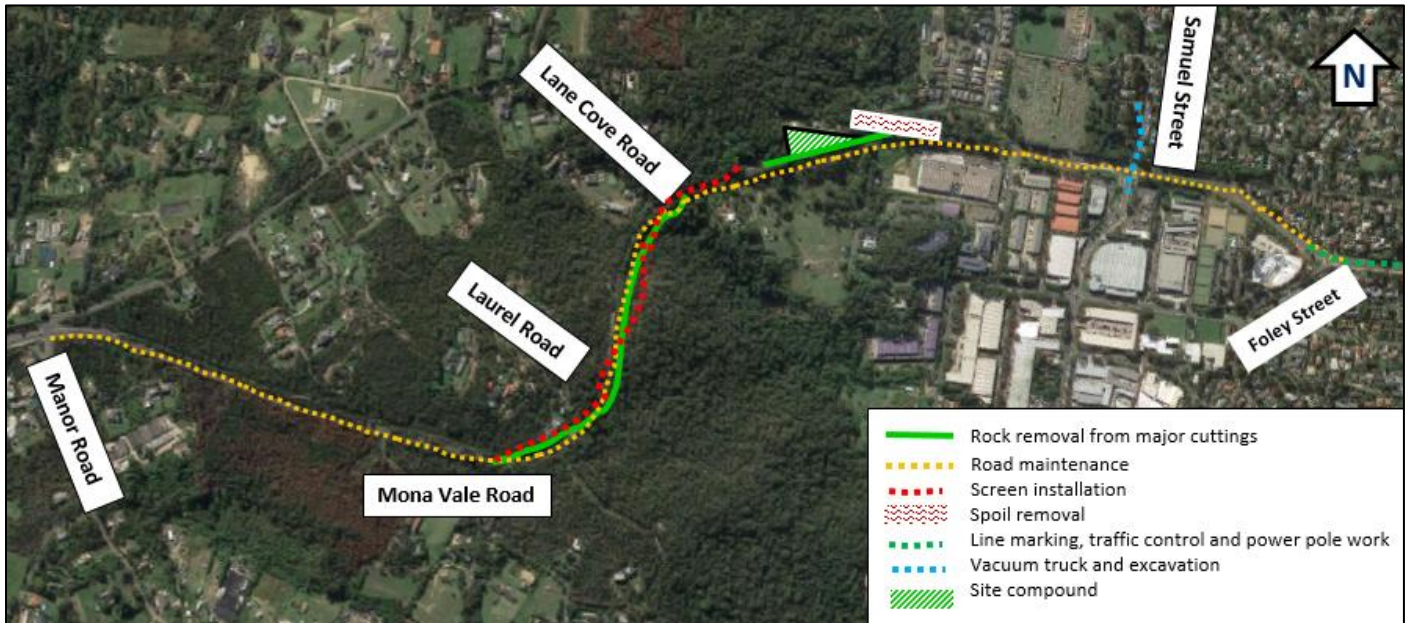 Samuel Street
N
Lane Cove Road
Laurel Road
Foley Street
Manor Road
Mona Vale Road
Rock removal from major cuttings
Road maintenance
Screen installation
Spoil removal
Line marking, traffic control and power pole work
Vacuum truck and excavation
Site compound